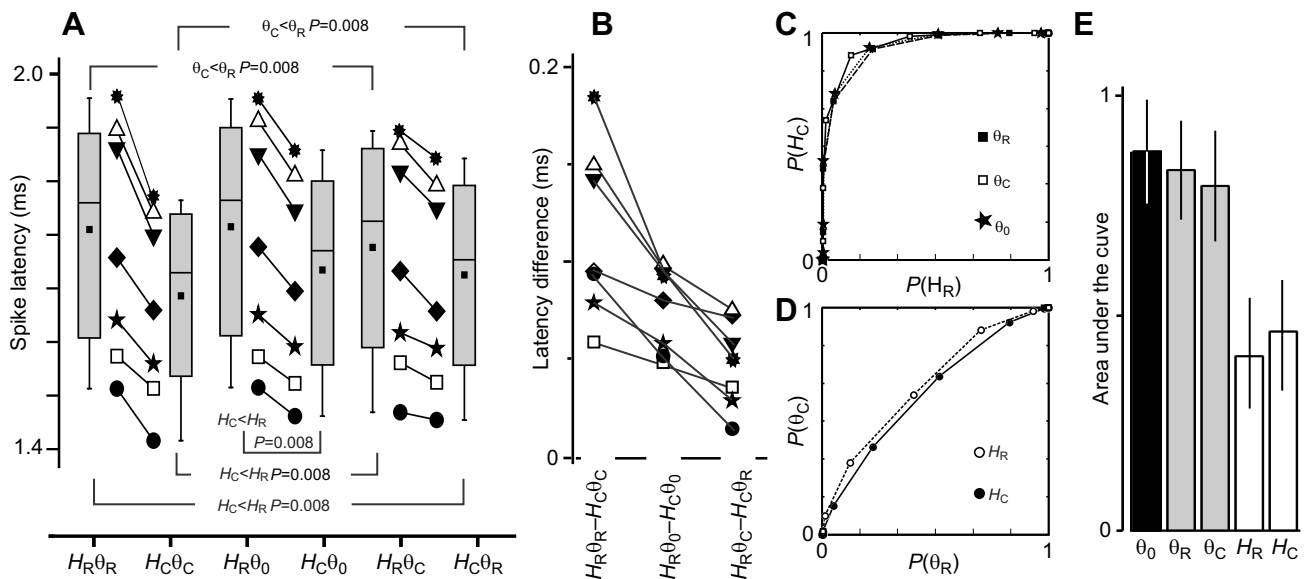 A
θC<θR P=0.008
θC<θR P=0.008
2.0
Spike latency (ms)
1.4
HC<HR
P=0.008
HC<HR P=0.008
HC<HR P=0.008
HRθR
HCθC
HRθ0
HCθ0
HRθC
HCθR
B
0.2
Latency difference (ms)
0
HRθR–HCθC
HRθ0–HCθ0
HRθC–HCθR
C
1
P(HC)
θR
θC
θ0
0
0
1
P(HR)
D
1
P(θC)
HR
HC
0
0
1
P(θR)
E
1
Area under the cuve
0
θ0
θR
θC
HR
HC